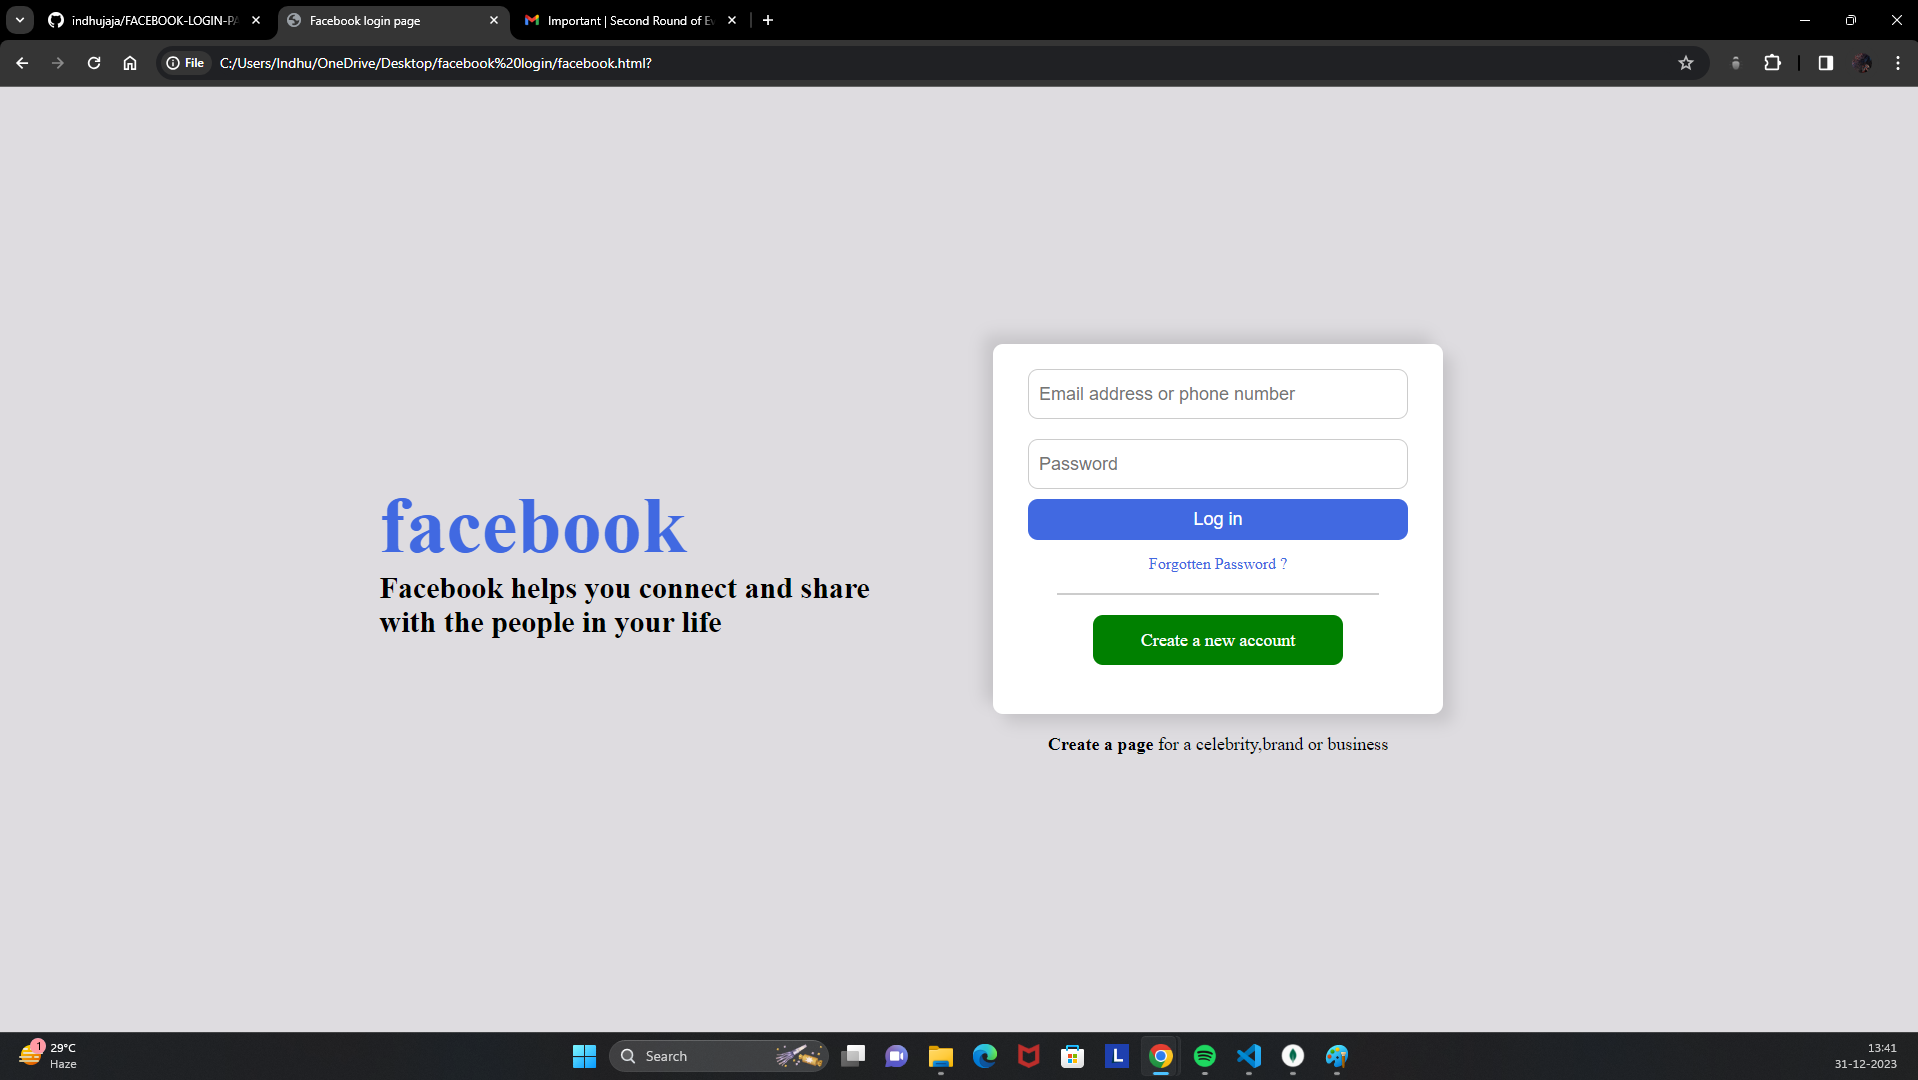 indhujaja/FACEBOOK-LOGIN-PA
Facebook login page
Important | Second Round of Ev
File
C:/Users/Indhu/OneDrive/Desktop/facebook%20login/facebook.html?
Email address or phone number
Password
Log in
Forgotten Password ?
Create a new account
Create a page for a celebrity,brand or business
facebook
Facebook helps you connect and share
with the people in your life
1
29°C
Haze
Search
L
13:41
31-12-2023